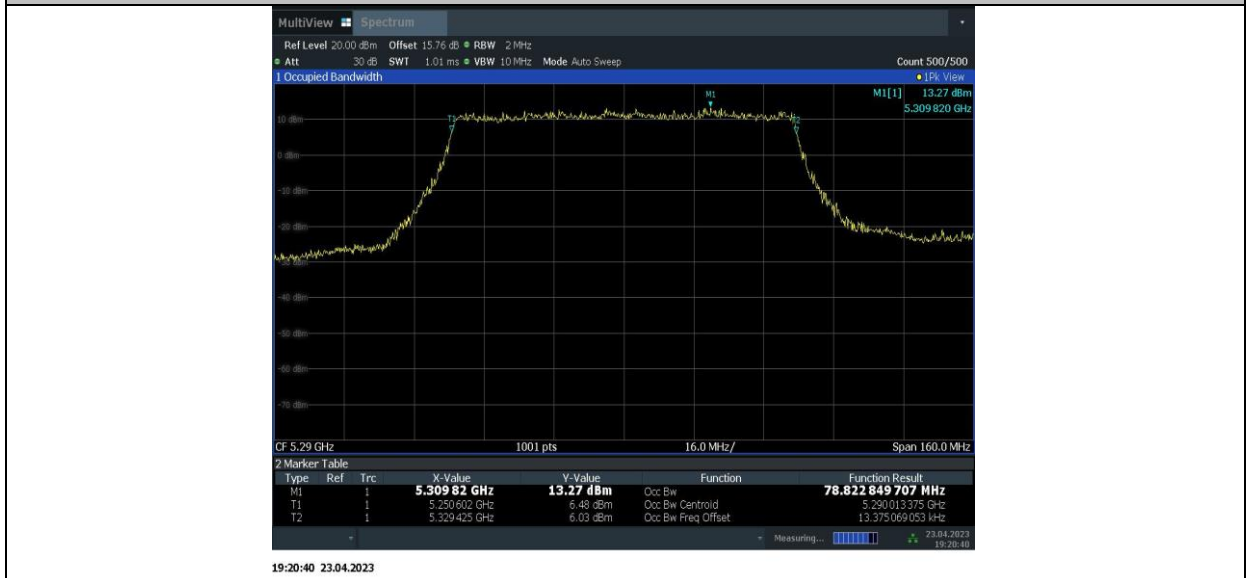 MultiView Spectrum
Ref Level 20.00 dBm Offset 15.76 dB RBW 2 MHz
Att 30 dB SWT 1.01 ms VBW 10 MHz Mode Auto Sweep Count 500/500
1 Occupied Bandwidth 1Pk View
M1[1] 13.27 dBm
5.309 820 GHz
M1
T1
T2
10 dBm
0 dBm
-10 dBm
-20 dBm
-30 dBm
-40 dBm
-50 dBm
-60 dBm
-70 dBm
CF 5.29 GHz 1001 pts 16.0 MHz/ Span 160.0 MHz
2 Marker Table
Type Ref Trc X-Value Y-Value Function Function Result
M1 1 5.309 82 GHz 13.27 dBm Occ Bw 78.822 849 707 MHz
T1 1 5.250 602 GHz 6.48 dBm Occ Bw Centroid 5.290 013 375 GHz
T2 1 5.329 425 GHz 6.03 dBm Occ Bw Freq Offset 13.375 069 053 kHz
Measuring... 23.04.2023
19:20:40
19:20:40 23.04.2023